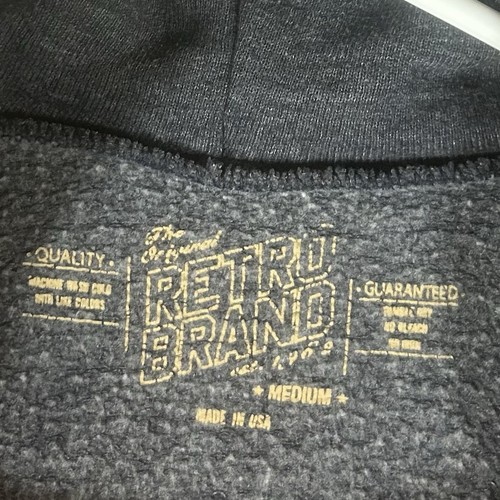 The
Original
RETRO
BRAND
QUALITY
MACHINE WASH COLD
WITH LIKE COLORS
GUARANTEED
TUMBLE DRY
NO BLEACH
NO IRON
★ MEDIUM ★
MADE IN USA